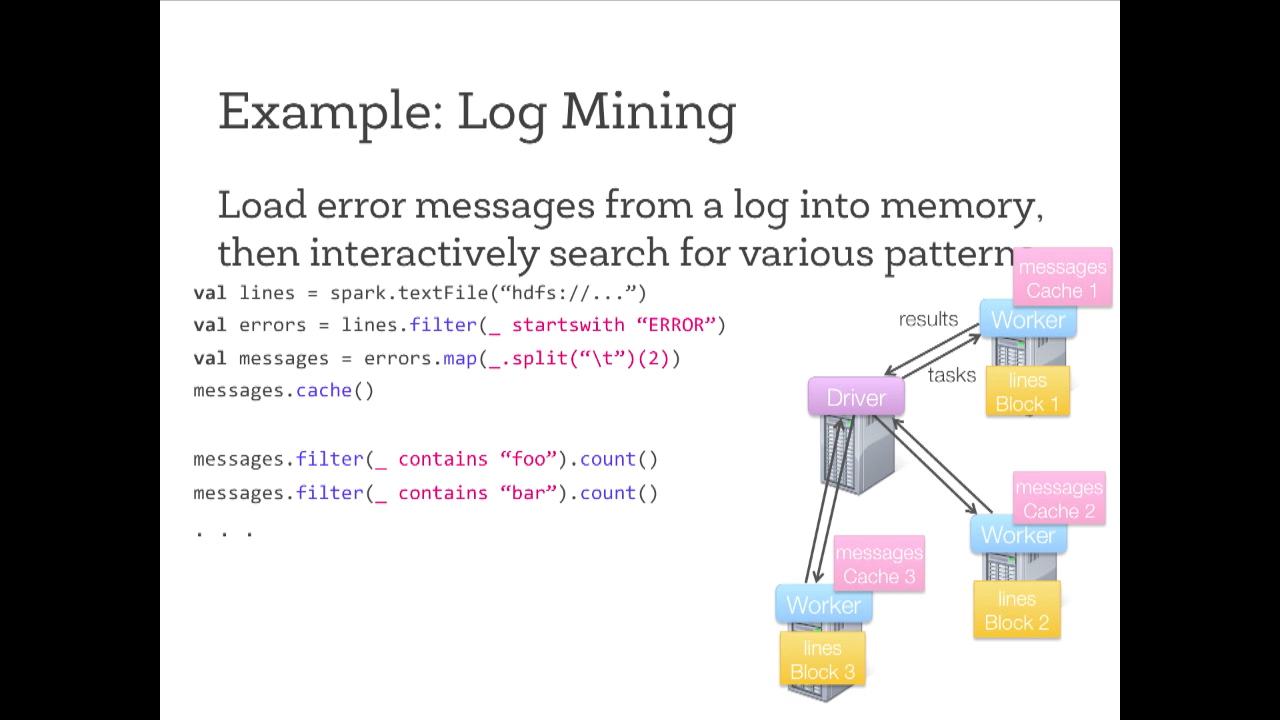 Example: Log Mining
Load error messages from a log into memory,
then interactively search for various patterns
val lines = spark.textFile(“hdfs://...”)
val errors = lines.filter(_ startswith “ERROR”)
val messages = errors.map(_.split(“\t”)(2))
messages.cache()
messages.filter(_ contains “foo”).count()
messages.filter(_ contains “bar”).count()
. . .
messages
Cache 1
Worker
results
tasks
lines
Block 1
Driver
messages
Cache 2
Worker
lines
Block 2
messages
Cache 3
Worker
lines
Block 3